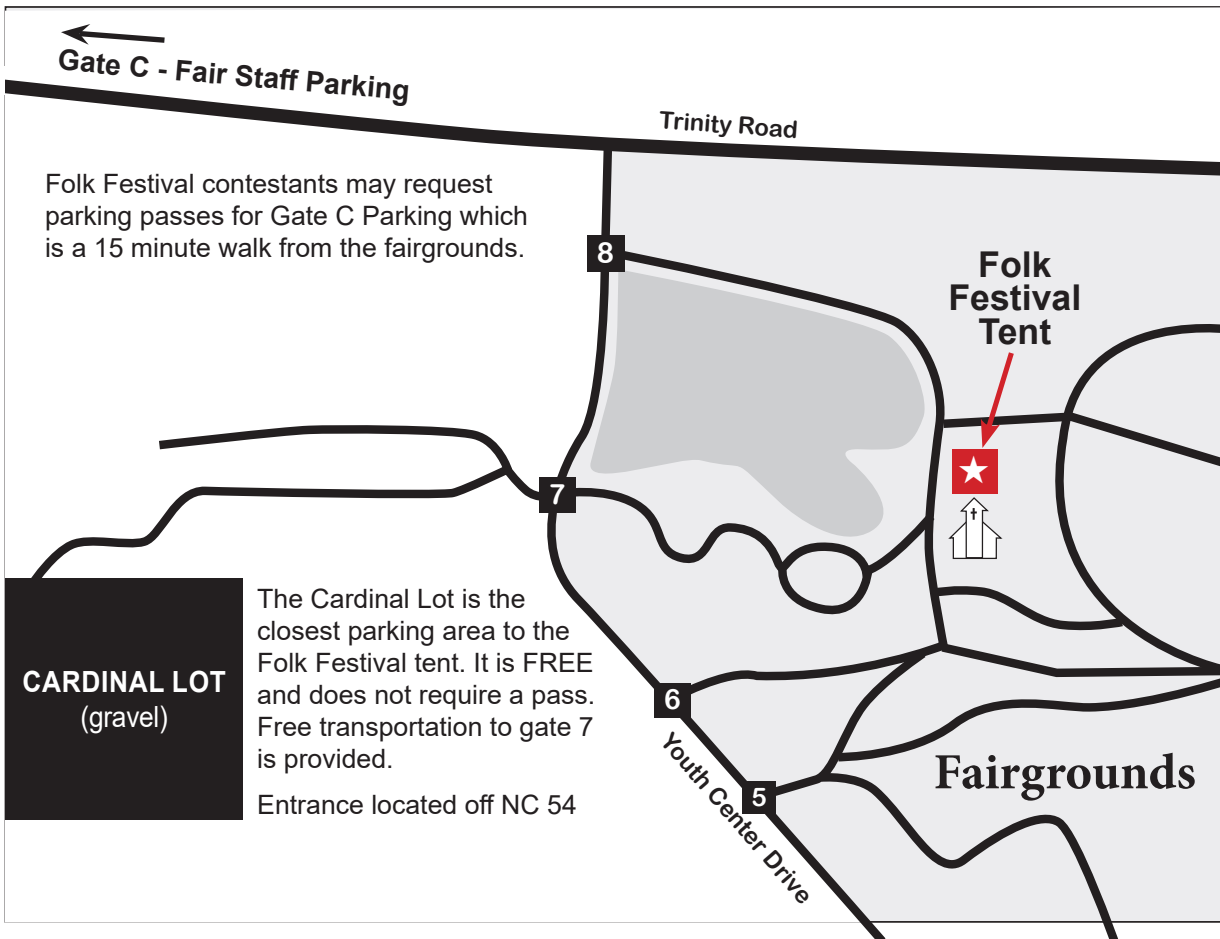 Gate C - Fair Staff Parking
Trinity Road
Folk Festival contestants may request
parking passes for Gate C Parking which
is a 15 minute walk from the fairgrounds.
8
Folk
Festival
Tent
7
The Cardinal Lot is the
closest parking area to the
Folk Festival tent. It is FREE
and does not require a pass.
Free transportation to gate 7
is provided.
Entrance located off NC 54
CARDINAL LOT
(gravel)
6
Youth Center Drive
5
Fairgrounds